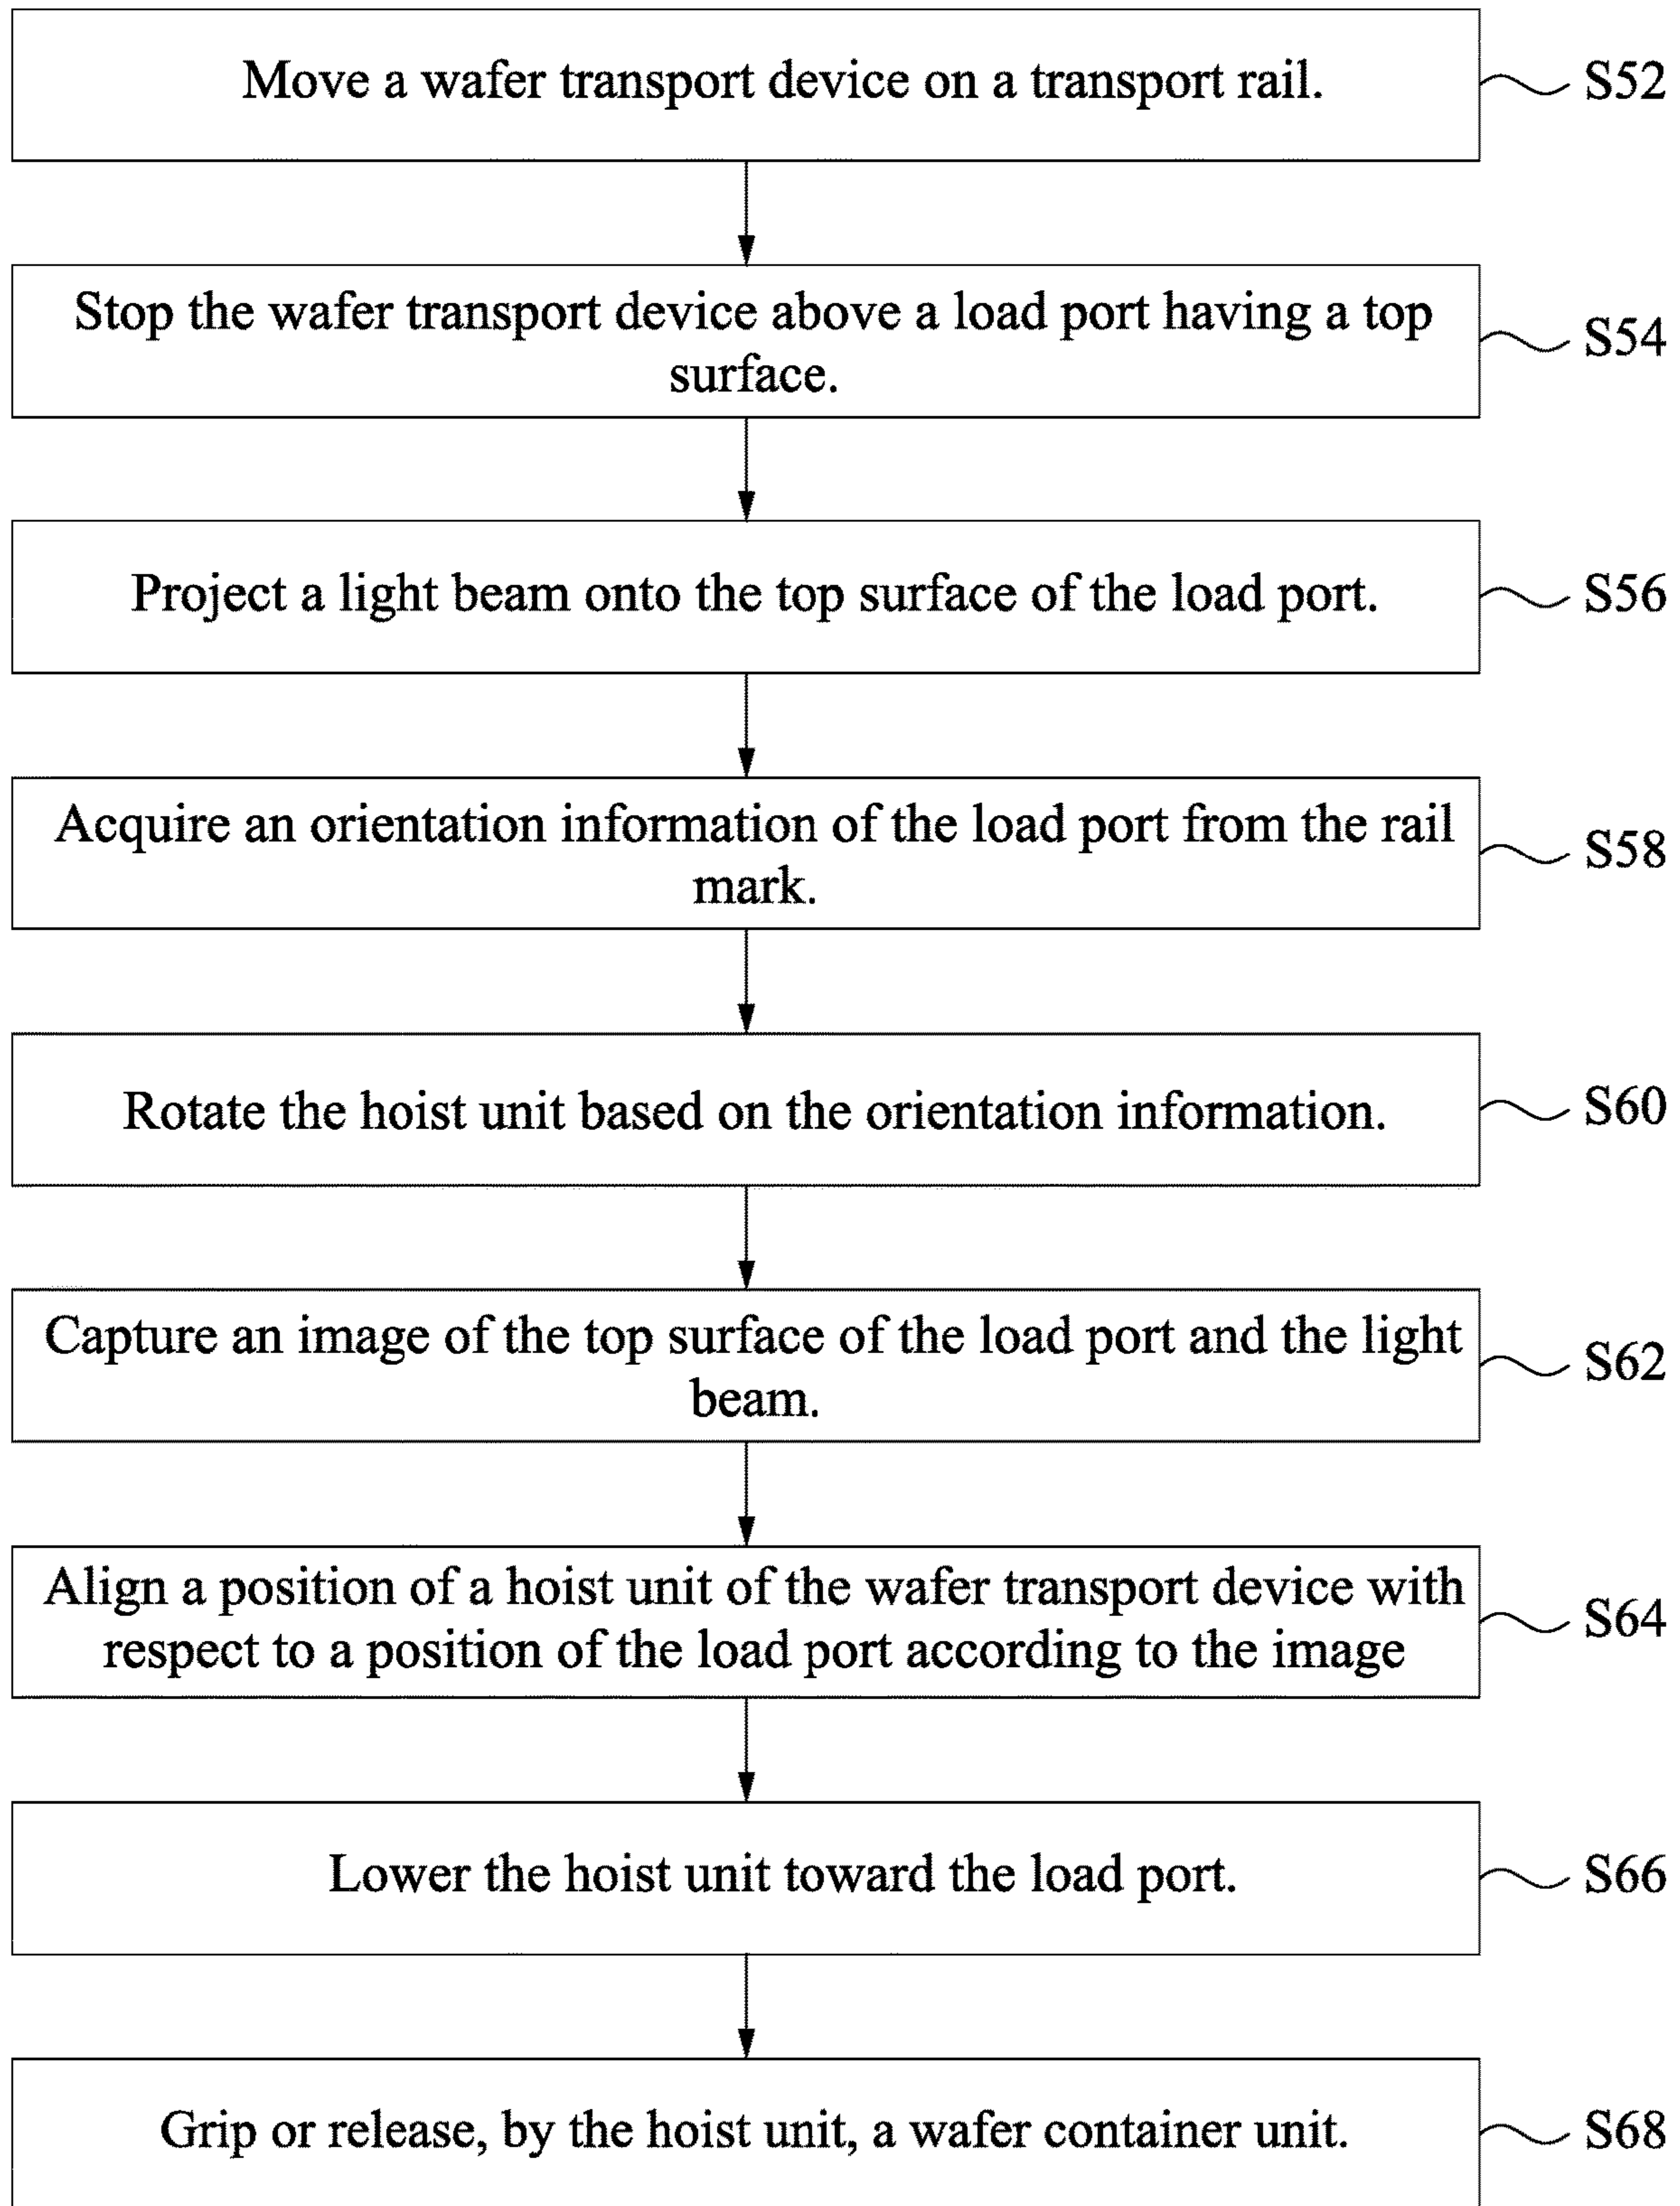 Move a wafer transport device on a transport rail.
S52
Stop the wafer transport device above a load port having a top
surface.
S54
Project a light beam onto the top surface of the load port.
S56
Acquire an orientation information of the load port from the rail
mark.
S58
Rotate the hoist unit based on the orientation information.
S60
Capture an image of the top surface of the load port and the light
beam.
S62
Align a position of a hoist unit of the wafer transport device with
respect to a position of the load port according to the image
S64
Lower the hoist unit toward the load port.
S66
Grip or release, by the hoist unit, a wafer container unit.
S68